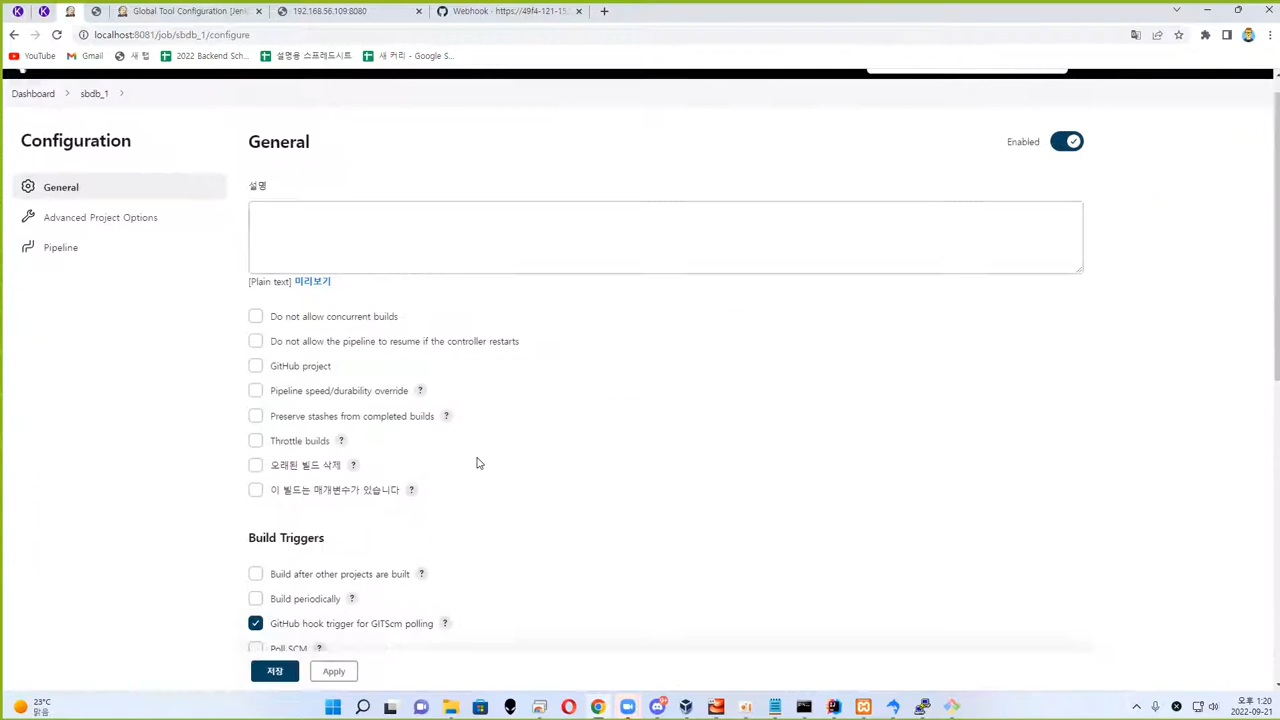 Global Tool Configuration [Jenk
192.168.56.109:8080
Webhook · https://49f4-121-15
localhost:8081/job/sbdb_1/configure
YouTube
Gmail
새 탭
2022 Backend Sch...
설명용 스프레드시트
새 커리 - Google S...
Dashboard
sbdb_1
Configuration
General
Advanced Project Options
Pipeline
General
Enabled
설명
[Plain text] 미리보기
Do not allow concurrent builds
Do not allow the pipeline to resume if the controller restarts
GitHub project
Pipeline speed/durability override ?
Preserve stashes from completed builds ?
Throttle builds ?
오래된 빌드 삭제 ?
이 빌드는 매개변수가 있습니다 ?
Build Triggers
Build after other projects are built ?
Build periodically ?
GitHub hook trigger for GITScm polling ?
Poll SCM ?
저장
Apply
23°C
맑음
오후 1:20
2022-09-21